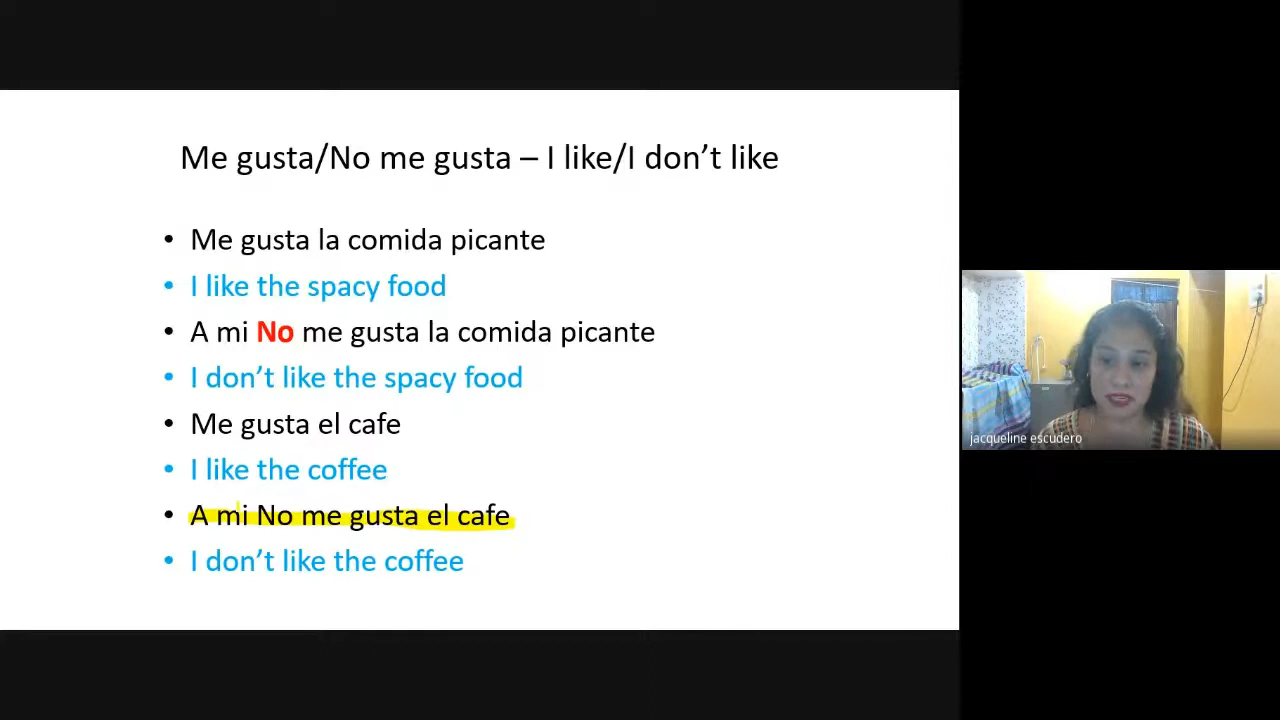 Me gusta/No me gusta – I like/I don’t like
• Me gusta la comida picante
• I like the spacy food
• A mi No me gusta la comida picante
• I don’t like the spacy food
• Me gusta el cafe
• I like the coffee
• A mi No me gusta el cafe
• I don’t like the coffee
jacqueline escudero